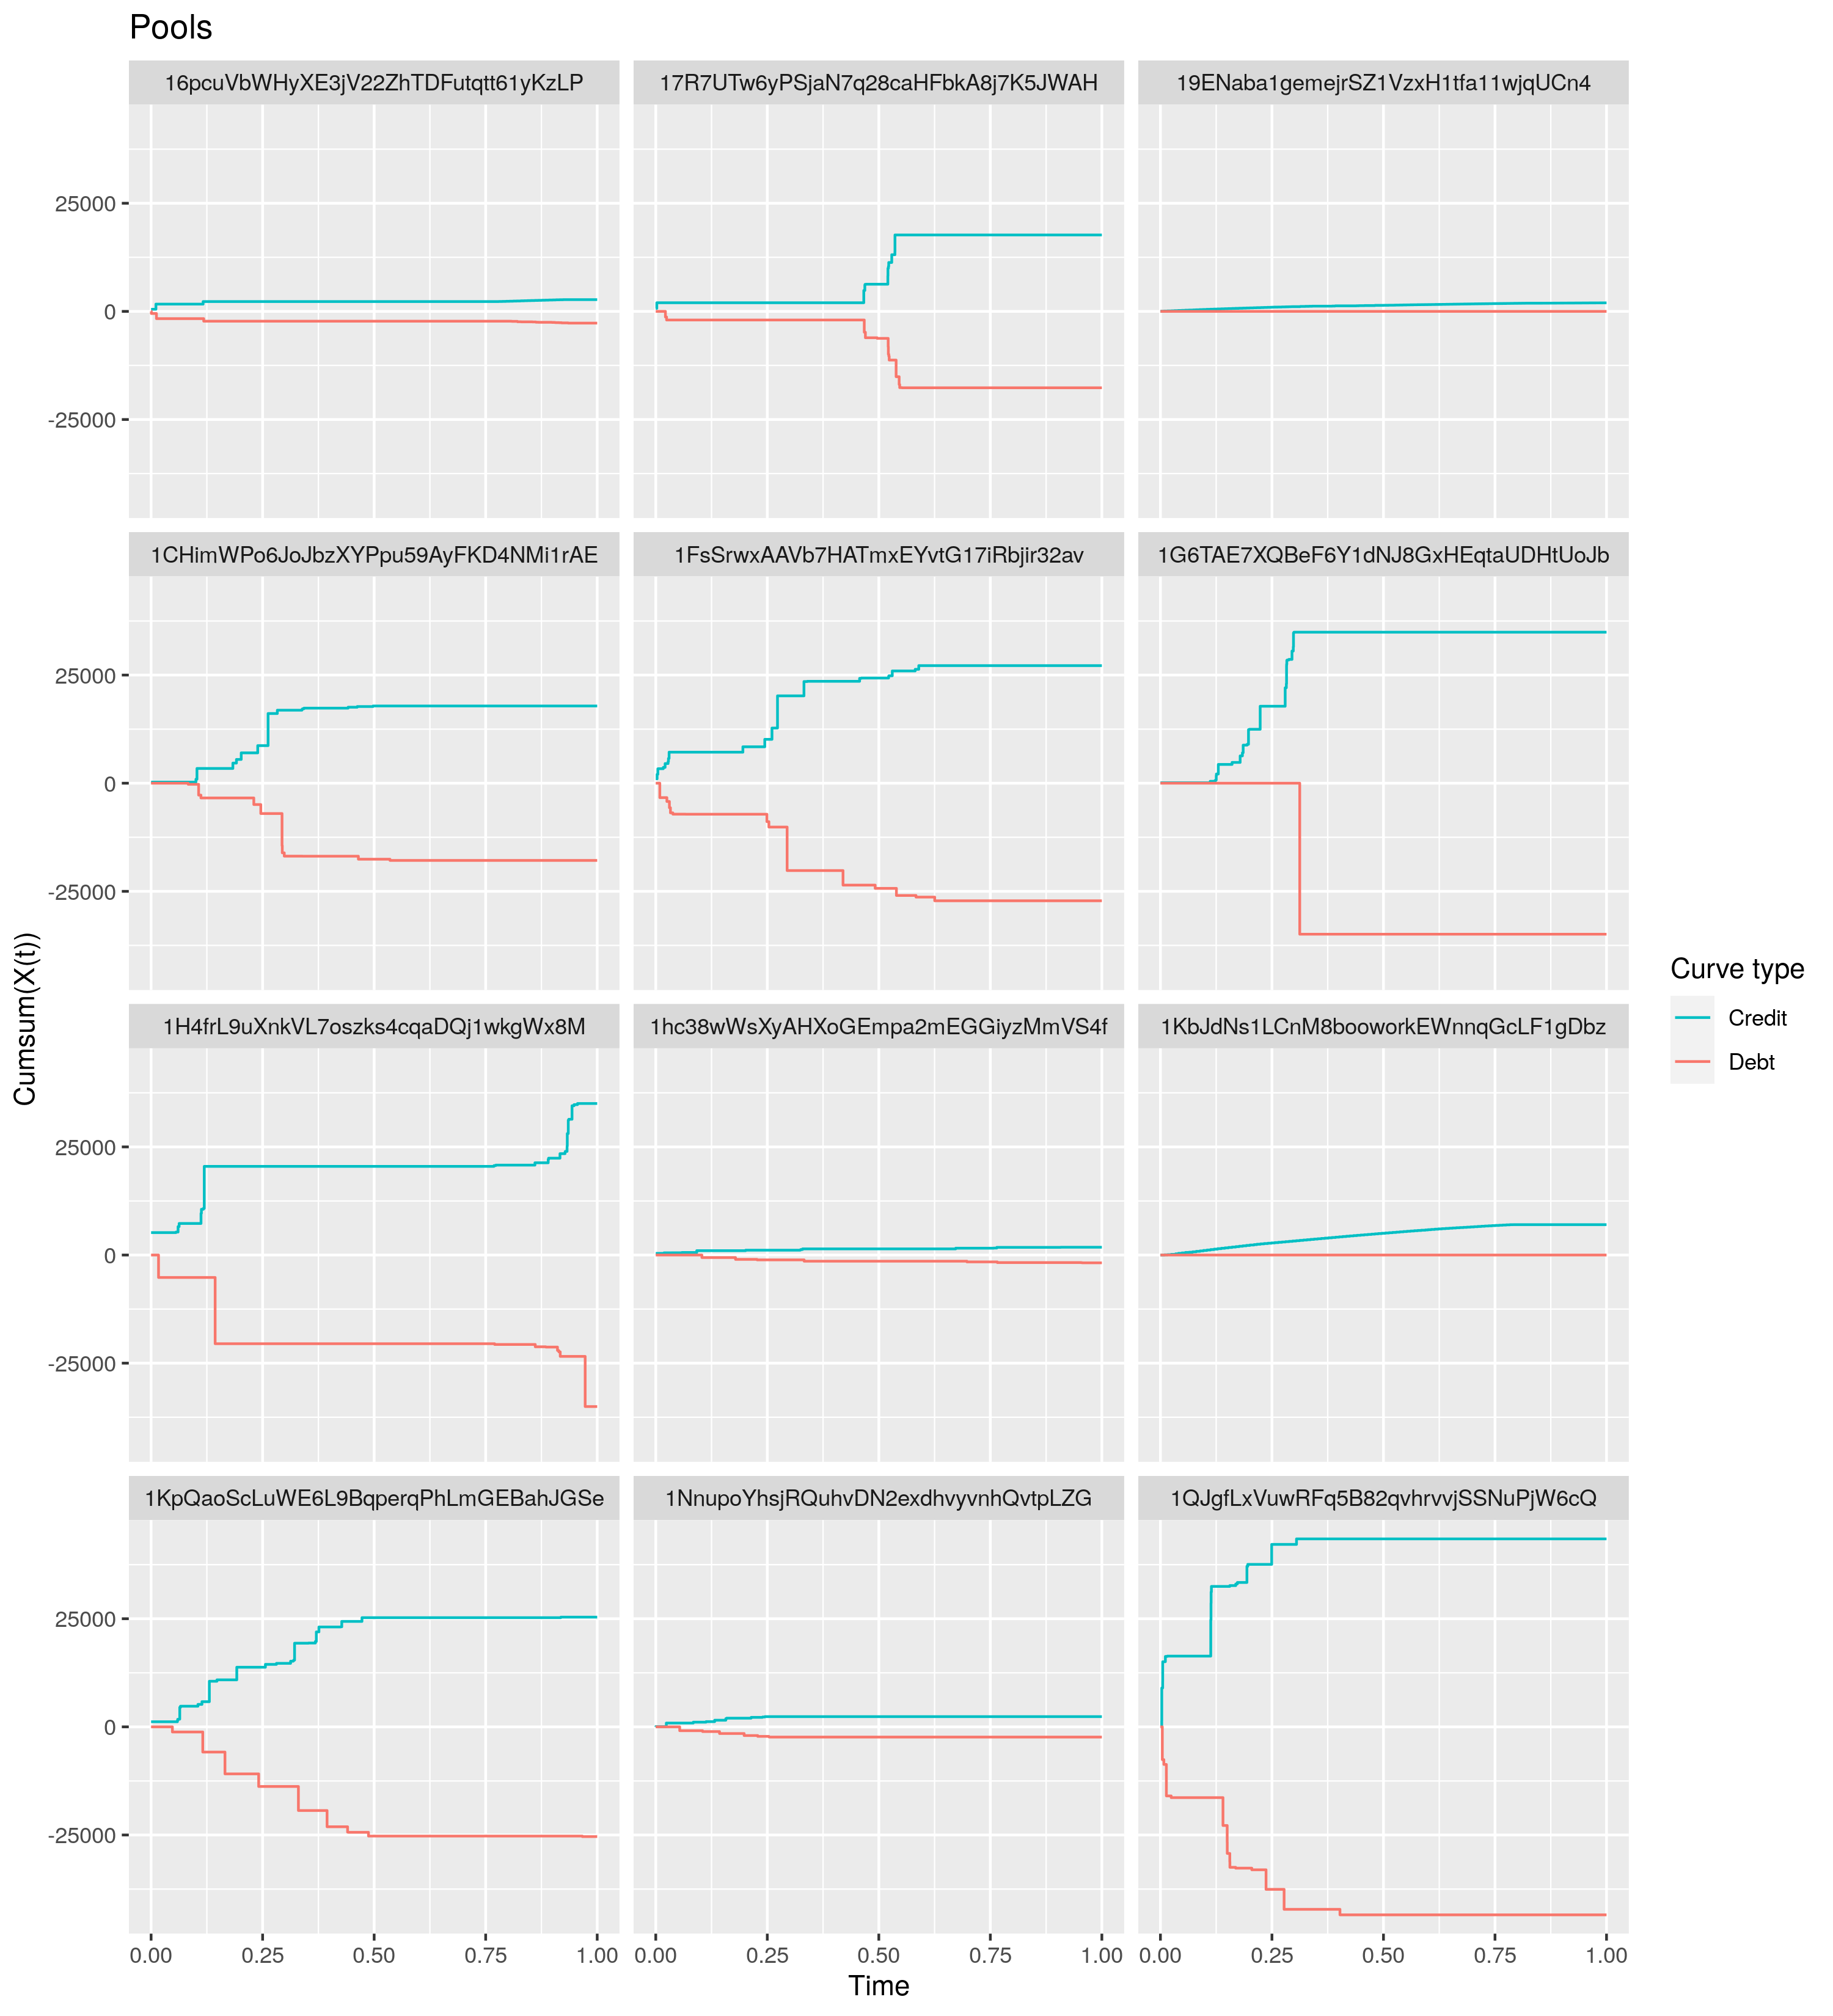 Pools
16pcuVbWHyXE3jV22ZhTDFutqtt61yKzLP
17R7UTw6yPSjaN7q28caHFbkA8j7K5JWAH
19ENaba1gemejrSZ1VzxH1tfa11wjqUCn4
25000
0
-25000
1CHimWPo6JoJbzXYPpu59AyFKD4NMi1rAE
1FsSrwxAAVb7HATmxEYvtG17iRbjir32av
1G6TAE7XQBeF6Y1dNJ8GxHEqtaUDHtUoJb
25000
0
-25000
Cumsum(X(t))
1H4frL9uXnkVL7oszks4cqaDQj1wkgWx8M
1hc38wWsXyAHXoGEmpa2mEGGiyzMmVS4f
1KbJdNs1LCnM8booworkEWnnqGcLF1gDbz
25000
0
-25000
Curve type
Credit
Debt
1KpQaoScLuWE6L9BqperqPhLmGEBahJGSe
1NnupoYhsjRQuhvDN2exdhvyvnhQvtpLZG
1QJgfLxVuwRFq5B82qvhrvvjSSNuPjW6cQ
25000
0
-25000
0.00 0.25 0.50 0.75 1.00
0.00 0.25 0.50 0.75 1.00
0.00 0.25 0.50 0.75 1.00
Time